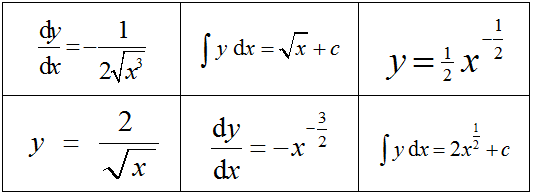 dy/dx = −1/(2√x³)
∫ y dx = √x + c
y = ½ x^(−1/2)
y = 2/√x
dy/dx = −x^(−3/2)
∫ y dx = 2x^(1/2) + c